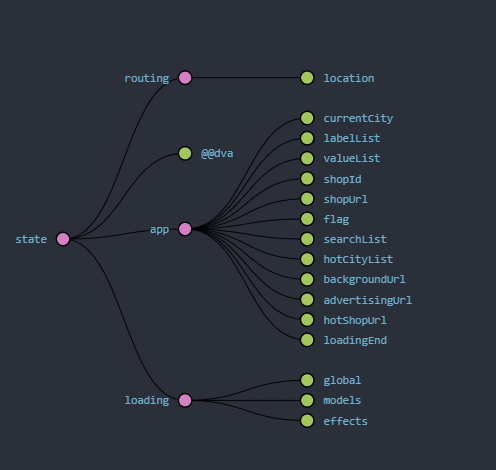 state
routing
location
@@dva
app
currentCity
labelList
valueList
shopId
shopUrl
flag
searchList
hotCityList
backgroundUrl
advertisingUrl
hotShopUrl
loadingEnd
loading
global
models
effects